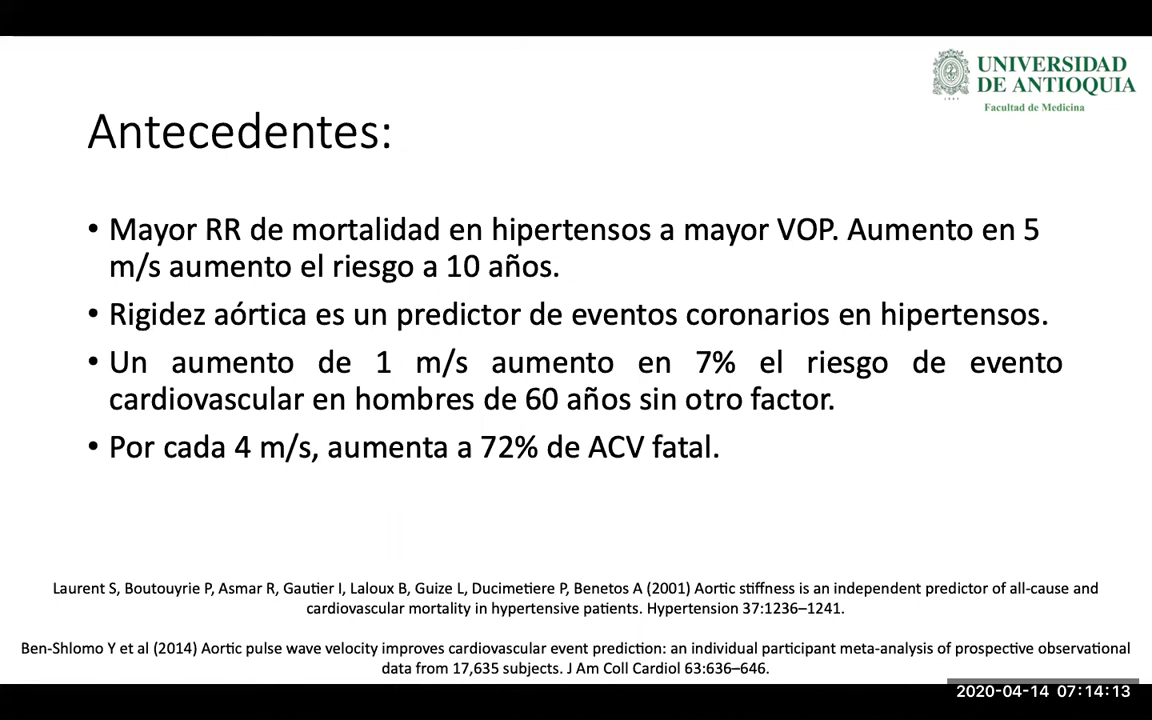 UNIVERSIDAD
DE ANTIOQUIA
1803
Facultad de Medicina
Antecedentes:
• Mayor RR de mortalidad en hipertensos a mayor VOP. Aumento en 5
m/s aumento el riesgo a 10 años.
• Rigidez aórtica es un predictor de eventos coronarios en hipertensos.
• Un aumento de 1 m/s aumento en 7% el riesgo de evento
cardiovascular en hombres de 60 años sin otro factor.
• Por cada 4 m/s, aumenta a 72% de ACV fatal.
Laurent S, Boutouyrie P, Asmar R, Gautier I, Laloux B, Guize L, Ducimetiere P, Benetos A (2001) Aortic stiffness is an independent predictor of all-cause and
cardiovascular mortality in hypertensive patients. Hypertension 37:1236–1241.
Ben-Shlomo Y et al (2014) Aortic pulse wave velocity improves cardiovascular event prediction: an individual participant meta-analysis of prospective observational
data from 17,635 subjects. J Am Coll Cardiol 63:636–646.
2020-04-14 07:14:13